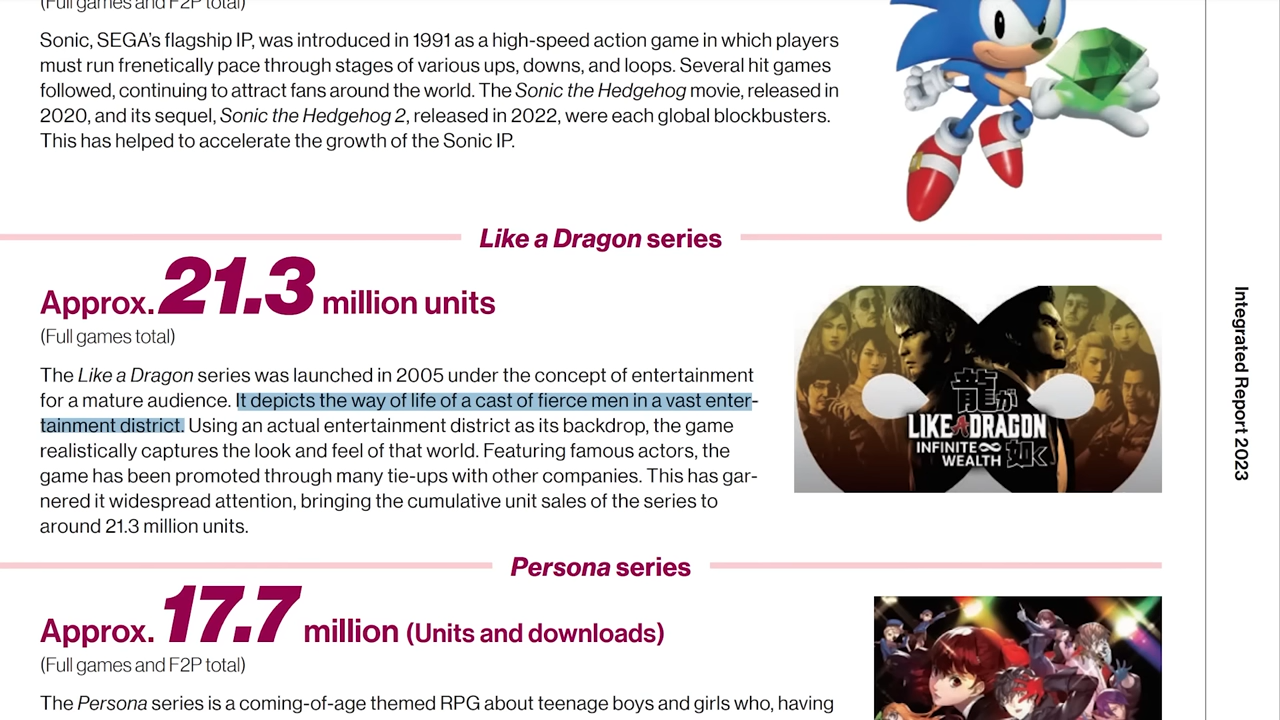 (Full games and F2P total)
Sonic, SEGA's flagship IP, was introduced in 1991 as a high-speed action game in which players
must run frenetically pace through stages of various ups, downs, and loops. Several hit games
followed, continuing to attract fans around the world. The Sonic the Hedgehog movie, released in
2020, and its sequel, Sonic the Hedgehog 2, released in 2022, were each global blockbusters.
This has helped to accelerate the growth of the Sonic IP.
Like a Dragon series
Approx. 21.3 million units
(Full games total)
The Like a Dragon series was launched in 2005 under the concept of entertainment
for a mature audience. It depicts the way of life of a cast of fierce men in a vast enter-
tainment district. Using an actual entertainment district as its backdrop, the game
realistically captures the look and feel of that world. Featuring famous actors, the
game has been promoted through many tie-ups with other companies. This has gar-
nered it widespread attention, bringing the cumulative unit sales of the series to
around 21.3 million units.
龍が
LIKE A DRAGON
INFINITE∞
WEALTH
如く
Persona series
Approx. 17.7 million (Units and downloads)
(Full games and F2P total)
The Persona series is a coming-of-age themed RPG about teenage boys and girls who, having
Integrated Report 2023